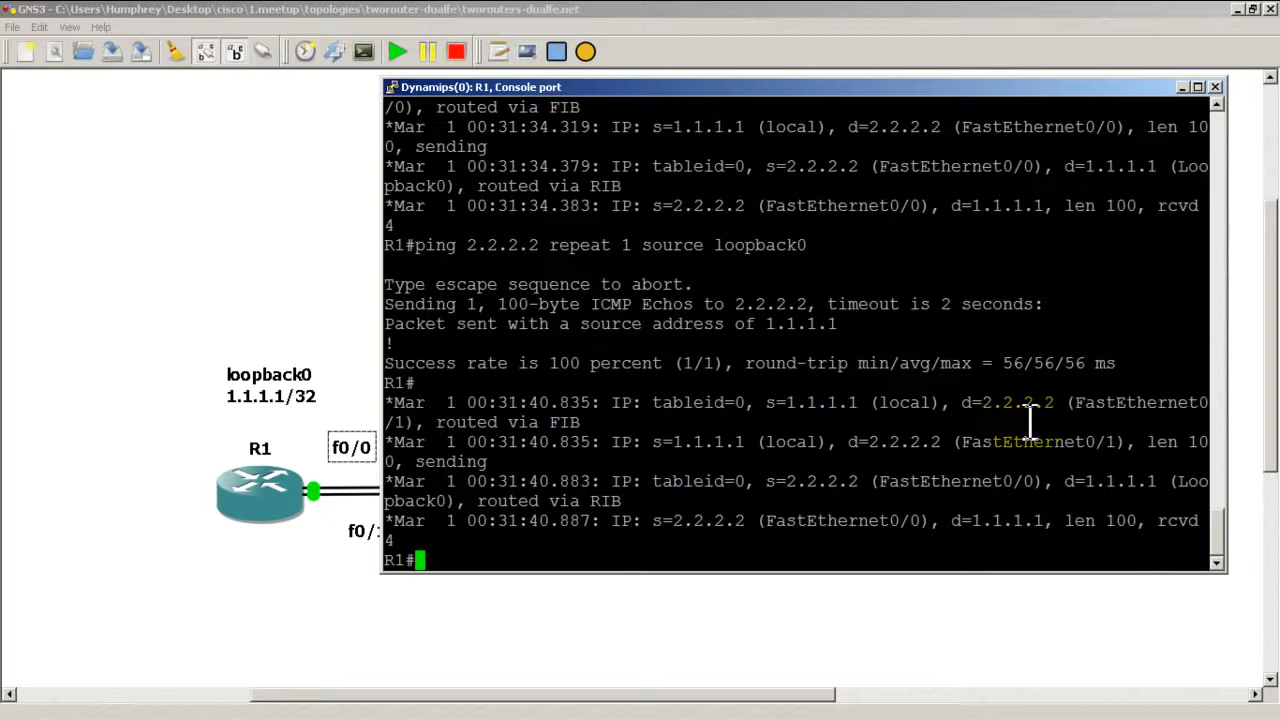 GNS3 - C:\Users\Humphrey\Desktop\cisco\1.meetup\topologies\tworouter-dualfe\tworouters-dualfe.net
File Edit View Help
Dynamips(0): R1, Console port
/0), routed via FIB
*Mar  1 00:31:34.319: IP: s=1.1.1.1 (local), d=2.2.2.2 (FastEthernet0/0), len 10
0, sending
*Mar  1 00:31:34.379: IP: tableid=0, s=2.2.2.2 (FastEthernet0/0), d=1.1.1.1 (Loo
pback0), routed via RIB
*Mar  1 00:31:34.383: IP: s=2.2.2.2 (FastEthernet0/0), d=1.1.1.1, len 100, rcvd
4
R1#ping 2.2.2.2 repeat 1 source loopback0
Type escape sequence to abort.
Sending 1, 100-byte ICMP Echos to 2.2.2.2, timeout is 2 seconds:
Packet sent with a source address of 1.1.1.1
!
Success rate is 100 percent (1/1), round-trip min/avg/max = 56/56/56 ms
R1#
*Mar  1 00:31:40.835: IP: tableid=0, s=1.1.1.1 (local), d=2.2.2.2 (FastEthernet0
/1), routed via FIB
*Mar  1 00:31:40.835: IP: s=1.1.1.1 (local), d=2.2.2.2 (FastEthernet0/1), len 10
0, sending
*Mar  1 00:31:40.883: IP: tableid=0, s=2.2.2.2 (FastEthernet0/0), d=1.1.1.1 (Loo
pback0), routed via RIB
*Mar  1 00:31:40.887: IP: s=2.2.2.2 (FastEthernet0/0), d=1.1.1.1, len 100, rcvd
4
R1#
loopback0
1.1.1.1/32
R1
f0/0
f0/